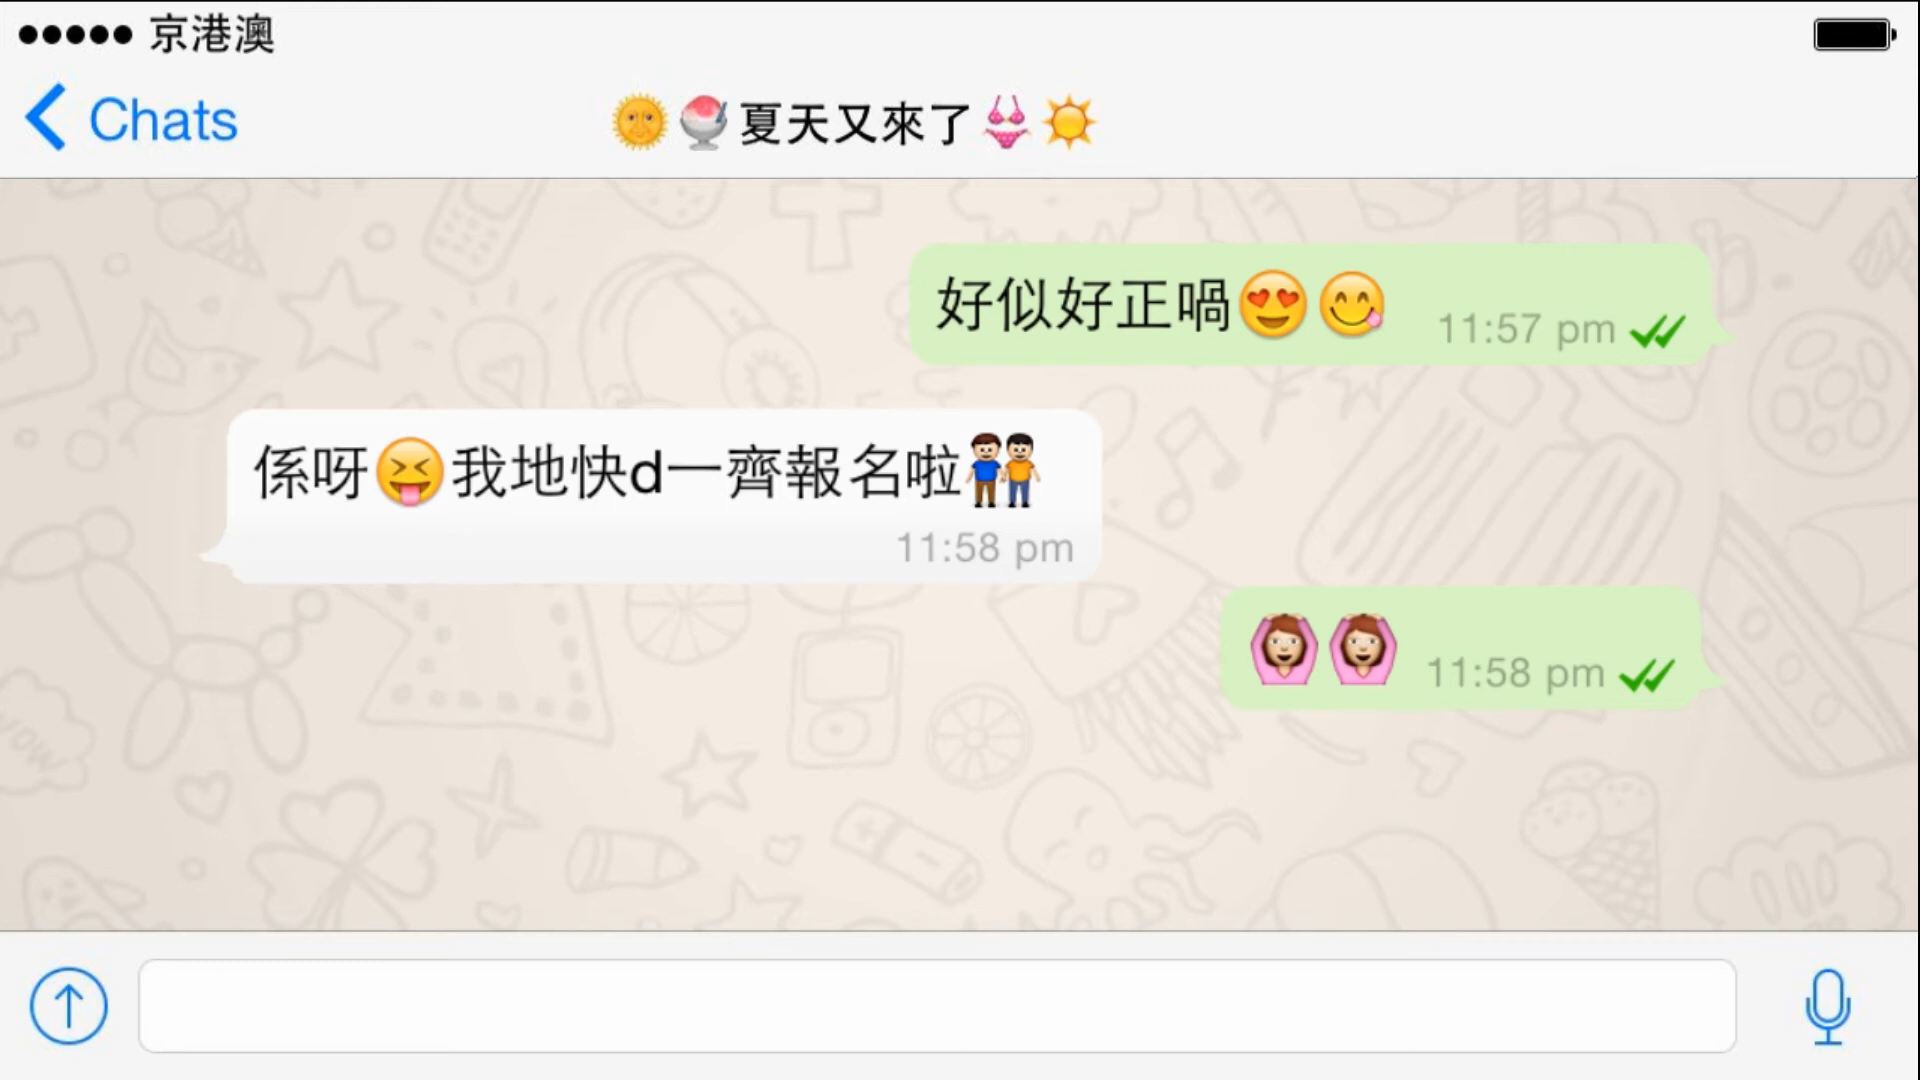 京港澳
Chats
🌞🍧夏天又來了👙☀️
好似好正喎😍😋 11:57 pm
係呀😝我地快d一齊報名啦👬
11:58 pm
🙆🙆 11:58 pm